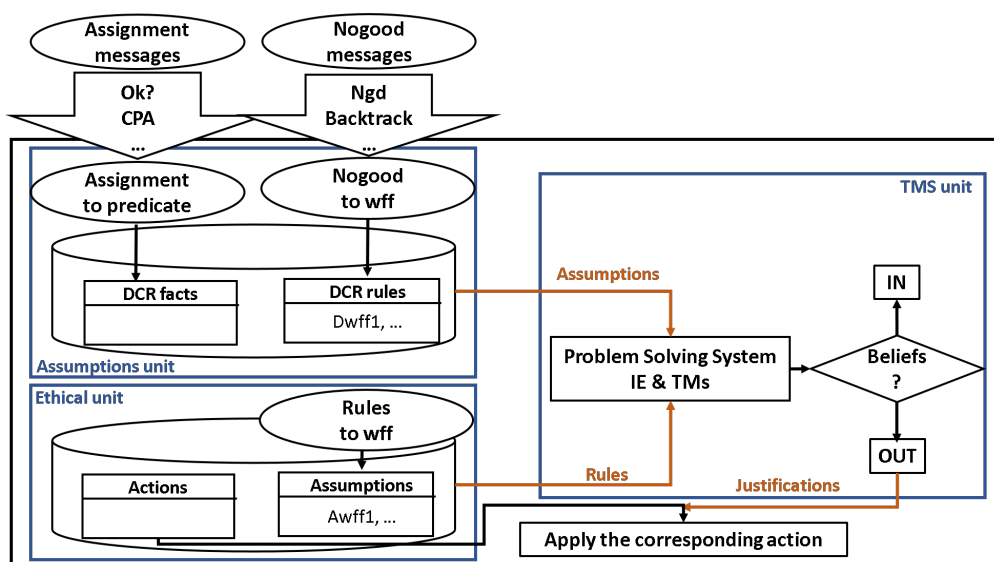 Assignment
messages
Nogood
messages
Ok?
CPA
...
Ngd
Backtrack
...
Assignment
to predicate
Nogood
to wff
DCR facts
DCR rules
Dwff1, ...
Assumptions unit
Ethical unit
Rules
to wff
Actions
Assumptions
Awff1, ...
TMS unit
Assumptions
Problem Solving System
IE & TMs
Rules
IN
Beliefs
?
OUT
Justifications
Apply the corresponding action